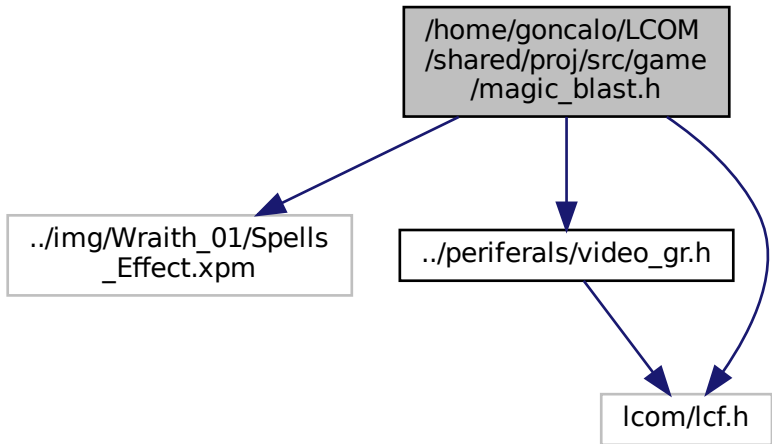 /home/goncalo/LCOM
/shared/proj/src/game
/magic_blast.h
../img/Wraith_01/Spells
_Effect.xpm
../periferals/video_gr.h
lcom/lcf.h